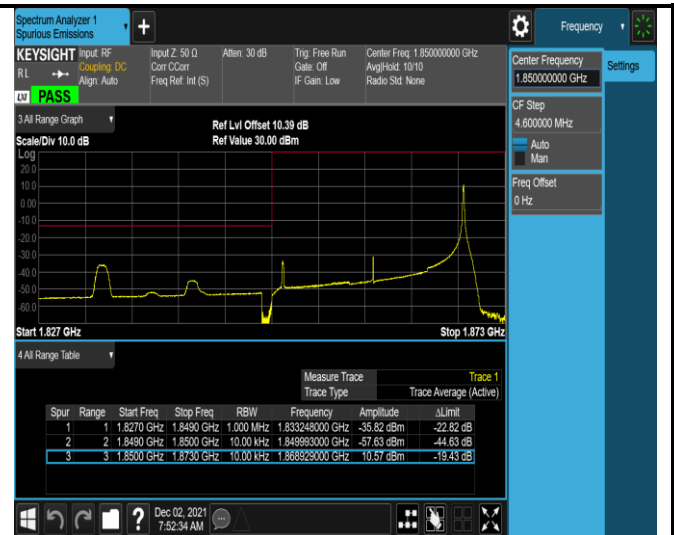 Spectrum Analyzer 1
Spurious Emissions
+
Frequency
KEYSIGHT Input: RF Input Z: 50 Ω Atten: 30 dB Trig: Free Run Center Freq: 1.850000000 GHz
RL Coupling: DC Corr CCorr Gate: Off Avg|Hold: 10/10
Align: Auto Freq Ref: Int (S) IF Gain: Low Radio Std: None
LXI PASS
Center Frequency
1.850000000 GHz
Settings
CF Step
4.600000 MHz
Auto
Man
Freq Offset
0 Hz
3 All Range Graph
Ref Lvl Offset 10.39 dB
Scale/Div 10.0 dB Ref Value 30.00 dBm
Log
20.0
10.0
0.00
-10.0
-20.0
-30.0
-40.0
-50.0
-60.0
Start 1.827 GHz Stop 1.873 GHz
4 All Range Table
Measure Trace Trace 1
Trace Type Trace Average (Active)
Spur Range Start Freq Stop Freq RBW Frequency Amplitude ΔLimit
1 1 1.8270 GHz 1.8490 GHz 1.000 MHz 1.833248000 GHz -35.82 dBm -22.82 dB
2 2 1.8490 GHz 1.8500 GHz 10.00 kHz 1.849993000 GHz -57.63 dBm -44.63 dB
3 3 1.8500 GHz 1.8730 GHz 10.00 kHz 1.868929000 GHz 10.57 dBm -19.43 dB
? Dec 02, 2021
7:52:34 AM